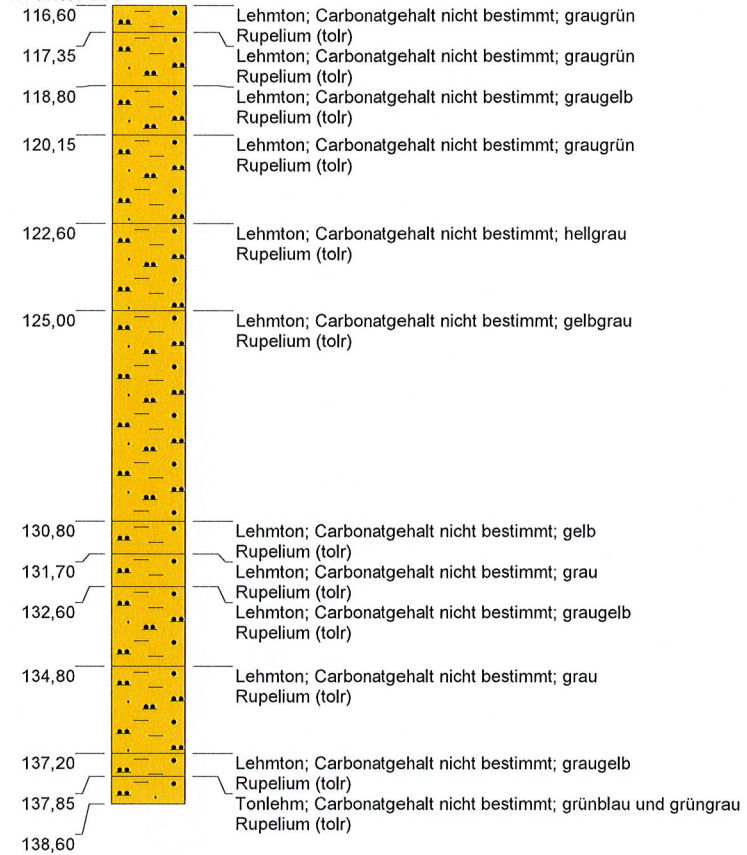 116,60 Lehmton; Carbonatgehalt nicht bestimmt; graugrün
Rupelium (tolr)
117,35 Lehmton; Carbonatgehalt nicht bestimmt; graugrün
Rupelium (tolr)
118,80 Lehmton; Carbonatgehalt nicht bestimmt; graugelb
Rupelium (tolr)
120,15 Lehmton; Carbonatgehalt nicht bestimmt; graugrün
Rupelium (tolr)
122,60 Lehmton; Carbonatgehalt nicht bestimmt; hellgrau
Rupelium (tolr)
125,00 Lehmton; Carbonatgehalt nicht bestimmt; gelbgrau
Rupelium (tolr)
130,80 Lehmton; Carbonatgehalt nicht bestimmt; gelb
Rupelium (tolr)
131,70 Lehmton; Carbonatgehalt nicht bestimmt; grau
Rupelium (tolr)
132,60 Lehmton; Carbonatgehalt nicht bestimmt; graugelb
Rupelium (tolr)
134,80 Lehmton; Carbonatgehalt nicht bestimmt; grau
Rupelium (tolr)
137,20 Lehmton; Carbonatgehalt nicht bestimmt; graugelb
Rupelium (tolr)
137,85 Tonlehm; Carbonatgehalt nicht bestimmt; grünblau und grüngrau
Rupelium (tolr)
138,60